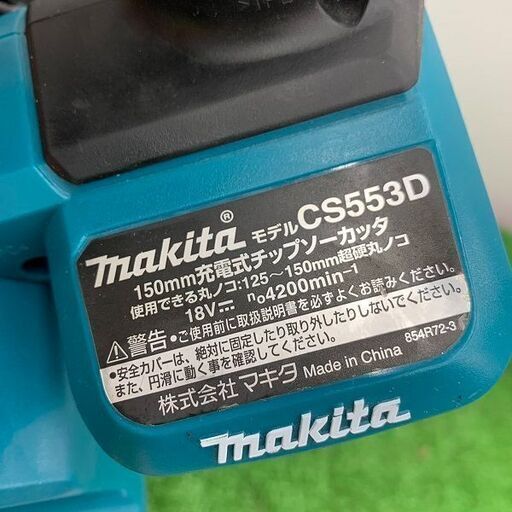 makita® モデルCS553D
150mm充電式チップソーカッタ
使用できる丸ノコ:125～150mm超硬丸ノコ
18V⎓ n₀4200min⁻¹
⚠警告・ご使用前に取扱説明書を必ずよくお読みください。
・安全カバーは、絶対に固定したり取り外したりしないでください。
また、円滑に動く事を確認してください。 854R72-3
株式会社 マキタ Made in China
makita